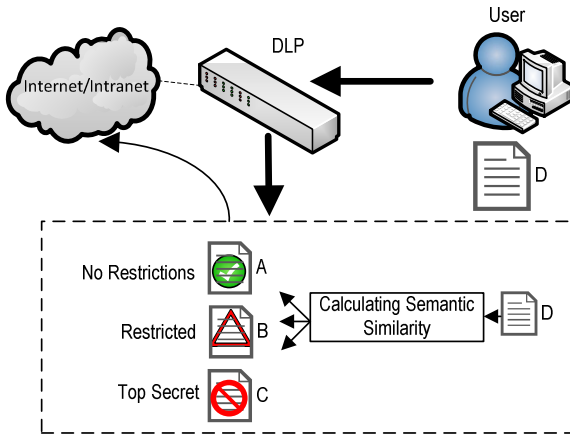 User
DLP
Internet/Intranet
D
No Restrictions
A
Calculating Semantic
Similarity
D
Restricted
B
Top Secret
C